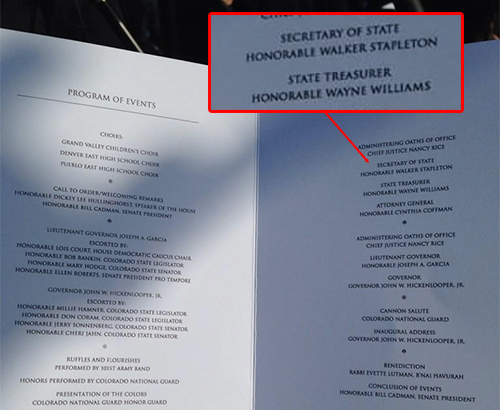 CHIEF JUSTICE
SECRETARY OF STATE
HONORABLE WALKER STAPLETON
STATE TREASURER
HONORABLE WAYNE WILLIAMS
PROGRAM OF EVENTS
CHOIRS:
GRAND VALLEY CHILDREN'S CHOIR
DENVER EAST HIGH SCHOOL CHOIR
PUEBLO EAST HIGH SCHOOL CHOIR
CALL TO ORDER/WELCOMING REMARKS
HONORABLE DICKEY LEE HULLINGHORST, SPEAKER OF THE HOUSE
HONORABLE BILL CADMAN, SENATE PRESIDENT
LIEUTENANT GOVERNOR JOSEPH A. GARCIA
ESCORTED BY:
HONORABLE LOIS COURT, HOUSE DEMOCRATIC CAUCUS CHAIR
HONORABLE BOB RANKIN, COLORADO STATE LEGISLATOR
HONORABLE MARY HODGE, COLORADO STATE SENATOR
HONORABLE ELLEN ROBERTS, SENATE PRESIDENT PRO TEMPORE
GOVERNOR JOHN W. HICKENLOOPER, JR.
ESCORTED BY:
HONORABLE MILLIE HAMNER, COLORADO STATE LEGISLATOR
HONORABLE DON CORAM, COLORADO STATE LEGISLATOR
HONORABLE JERRY SONNENBERG, COLORADO STATE SENATOR
HONORABLE CHERI JAHN, COLORADO STATE SENATOR
RUFFLES AND FLOURISHES
PERFORMED BY 101ST ARMY BAND
HONORS PERFORMED BY COLORADO NATIONAL GUARD
PRESENTATION OF THE COLORS
COLORADO NATIONAL GUARD HONOR GUARD
ADMINISTERING OATHS OF OFFICE
CHIEF JUSTICE NANCY RICE
SECRETARY OF STATE
HONORABLE WALKER STAPLETON
STATE TREASURER
HONORABLE WAYNE WILLIAMS
ATTORNEY GENERAL
HONORABLE CYNTHIA COFFMAN
ADMINISTERING OATHS OF OFFICE
CHIEF JUSTICE NANCY RICE
LIEUTENANT GOVERNOR
HONORABLE JOSEPH A. GARCIA
GOVERNOR
GOVERNOR JOHN W. HICKENLOOPER, JR.
CANNON SALUTE
COLORADO NATIONAL GUARD
INAUGURAL ADDRESS
GOVERNOR JOHN W. HICKENLOOPER, JR.
BENEDICTION
RABBI EVETTE LUTMAN, B'NAI HAVURAH
CONCLUSION OF EVENTS
HONORABLE BILL CADMAN, SENATE PRESIDENT